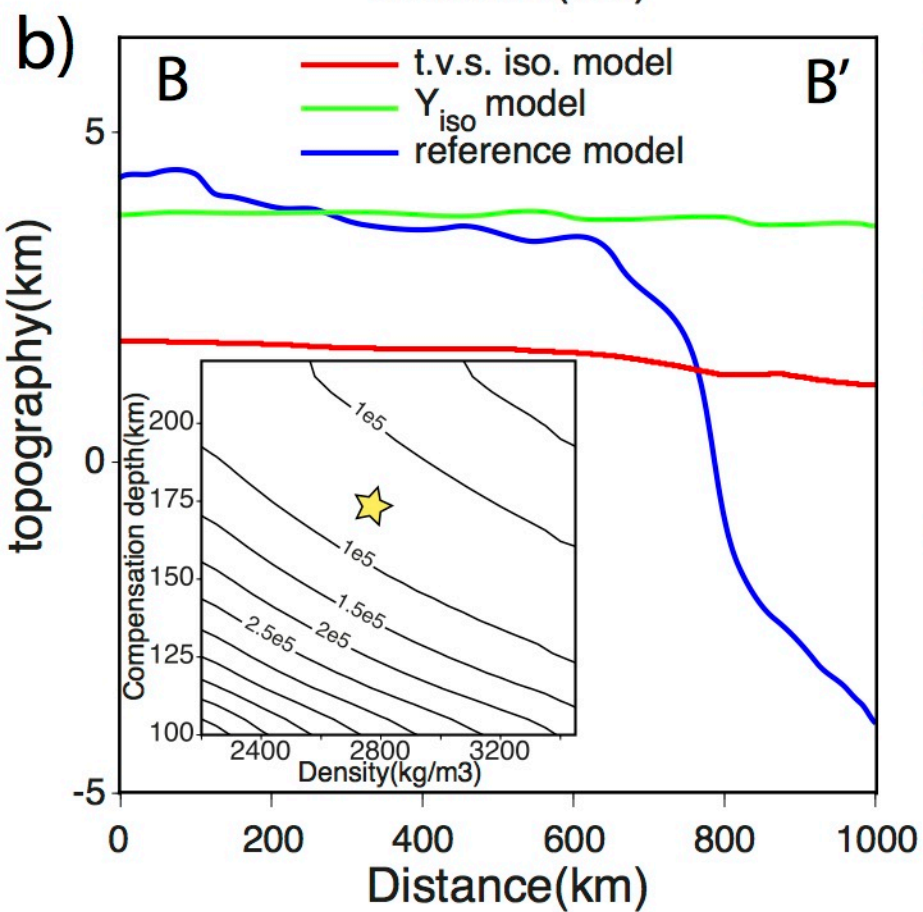 b)
B
B′
t.v.s. iso. model
Yiso model
reference model
topography(km)
5
0
-5
Compensation depth(km)
200
175
150
125
100
1e5
1e5
1.5e5
2e5
2.5e5
2400 2800 3200
Density(kg/m3)
0 200 400 600 800 1000
Distance(km)